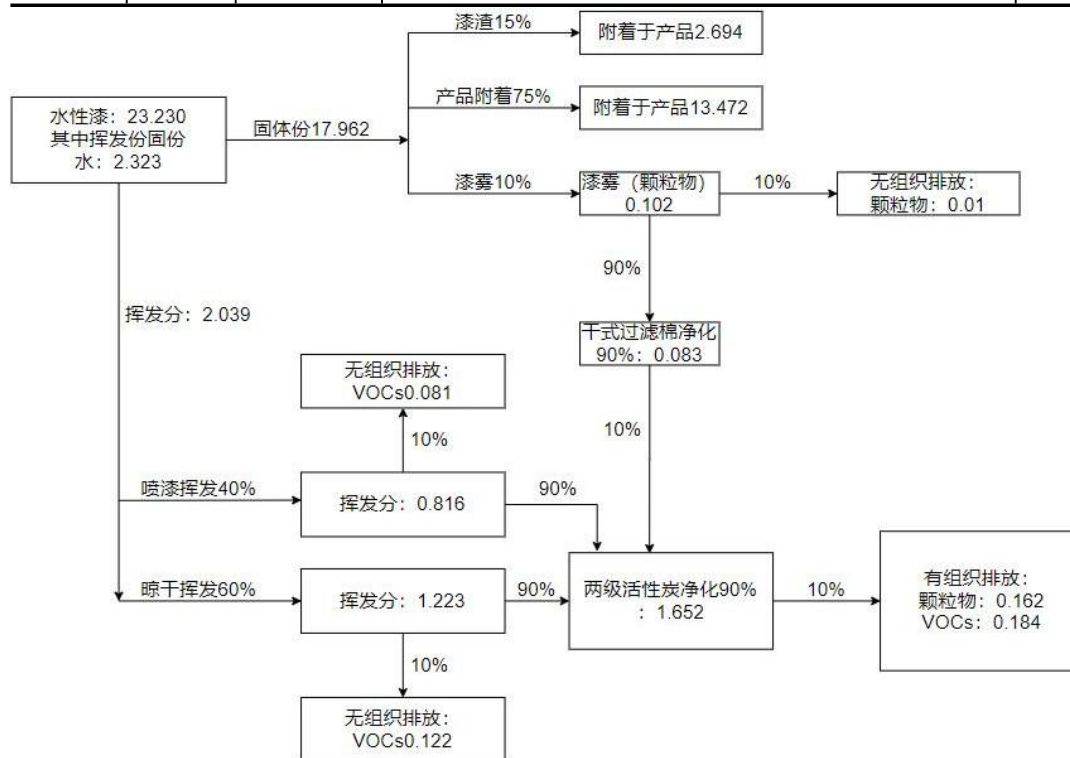 漆渣15%
附着于产品2.694
产品附着75%
附着于产品13.472
水性漆：23.230
其中挥发份固份
水：2.323
固体份17.962
漆雾10%
漆雾（颗粒物）
0.102
10%
无组织排放：
颗粒物：0.01
90%
挥发分：2.039
干式过滤棉净化
90%：0.083
无组织排放：
VOCs0.081
10%
10%
喷漆挥发40%
挥发分：0.816
90%
晾干挥发60%
挥发分：1.223
90%
两级活性炭净化90%
：1.652
10%
有组织排放：
颗粒物：0.162
VOCs：0.184
10%
无组织排放：
VOCs0.122